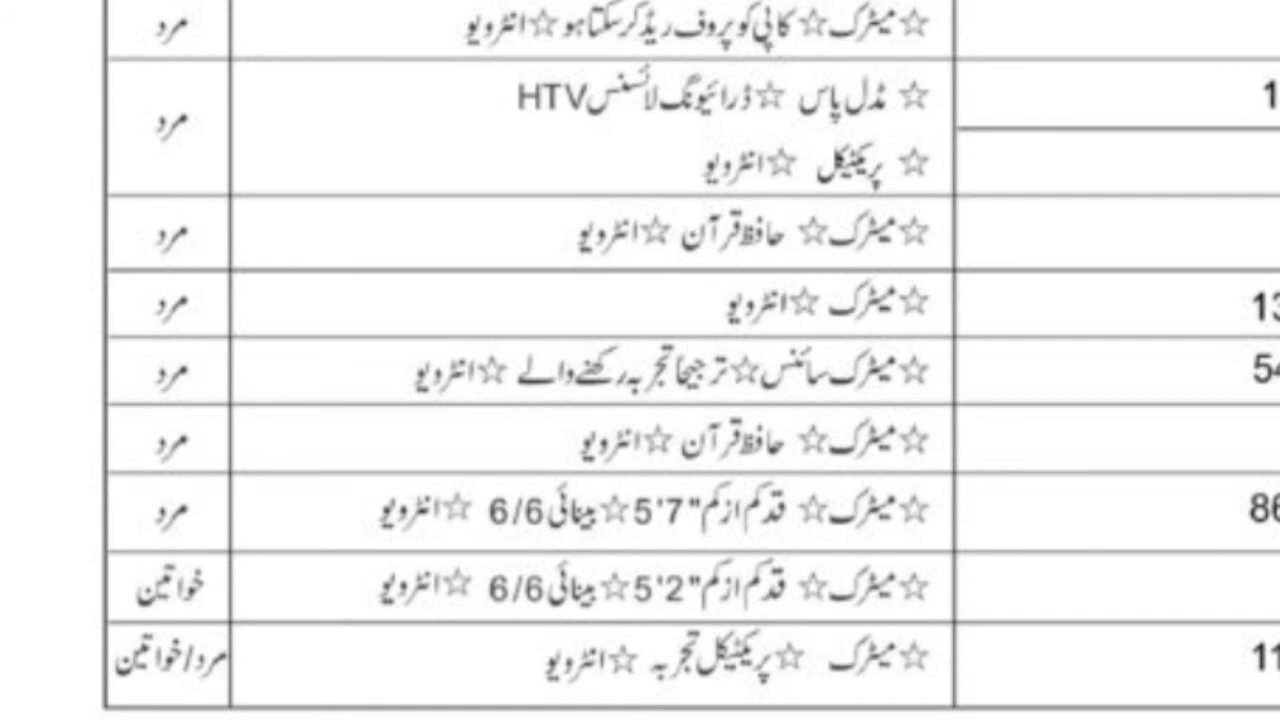 ☆میٹرک☆ کاپی کو پروف ریڈ کر سکتا ہو☆انٹرویو مرد
1 ☆ مڈل پاس ☆ڈرائیونگ لائسنس HTV
مرد
☆ پریکٹیکل ☆انٹرویو
☆میٹرک☆ حافظ قرآن ☆انٹرویو مرد
13 ☆میٹرک ☆انٹرویو مرد
54 ☆میٹرک سائنس☆ترجیحا تجربہ رکھنے والے ☆انٹرویو مرد
☆میٹرک☆ حافظ قرآن ☆انٹرویو مرد
86 ☆میٹرک☆ قد کم از کم "7'5☆بینائی 6/6 ☆انٹرویو مرد
☆میٹرک☆ قد کم از کم "2'5☆بینائی 6/6 ☆انٹرویو خواتین
11 ☆میٹرک ☆پریکٹیکل تجربہ ☆انٹرویو مرد/خواتین